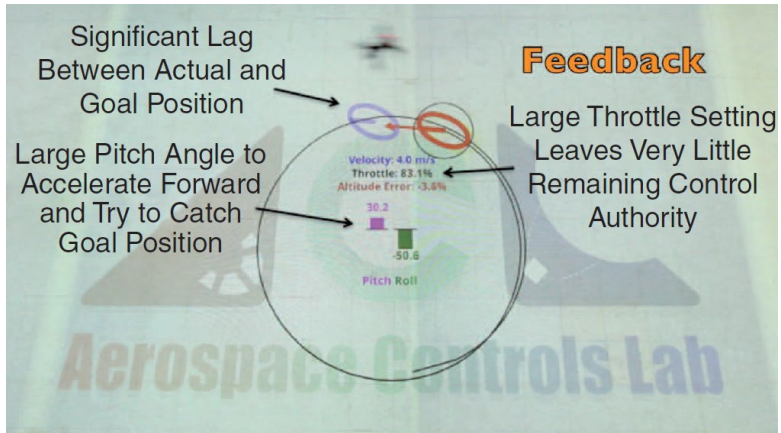 Significant Lag
Between Actual and
Goal Position
Feedback
Large Throttle Setting
Leaves Very Little
Remaining Control
Authority
Large Pitch Angle to
Accelerate Forward
and Try to Catch
Goal Position
Velocity: 4.0 m/s
Throttle: 83.1%
Altitude Error: -3.8%
30.2
-50.6
Pitch Roll
Aerospace Controls Lab